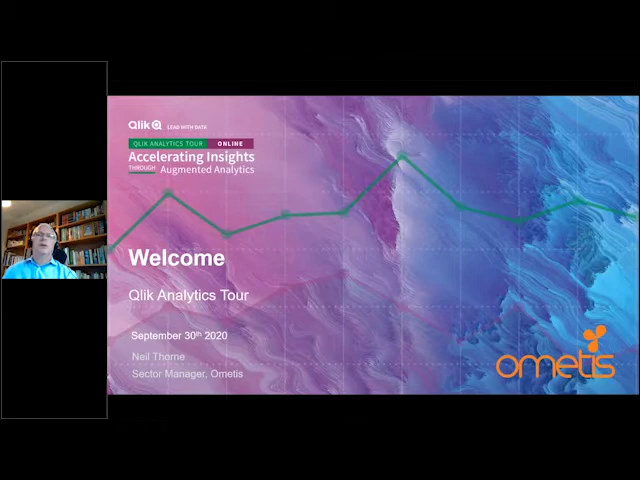 Qlik LEAD WITH DATA
QLIK ANALYTICS TOUR ONLINE
Accelerating Insights
THROUGH Augmented Analytics
Welcome
Qlik Analytics Tour
September 30th 2020
Neil Thorne
Sector Manager, Ometis
ometis